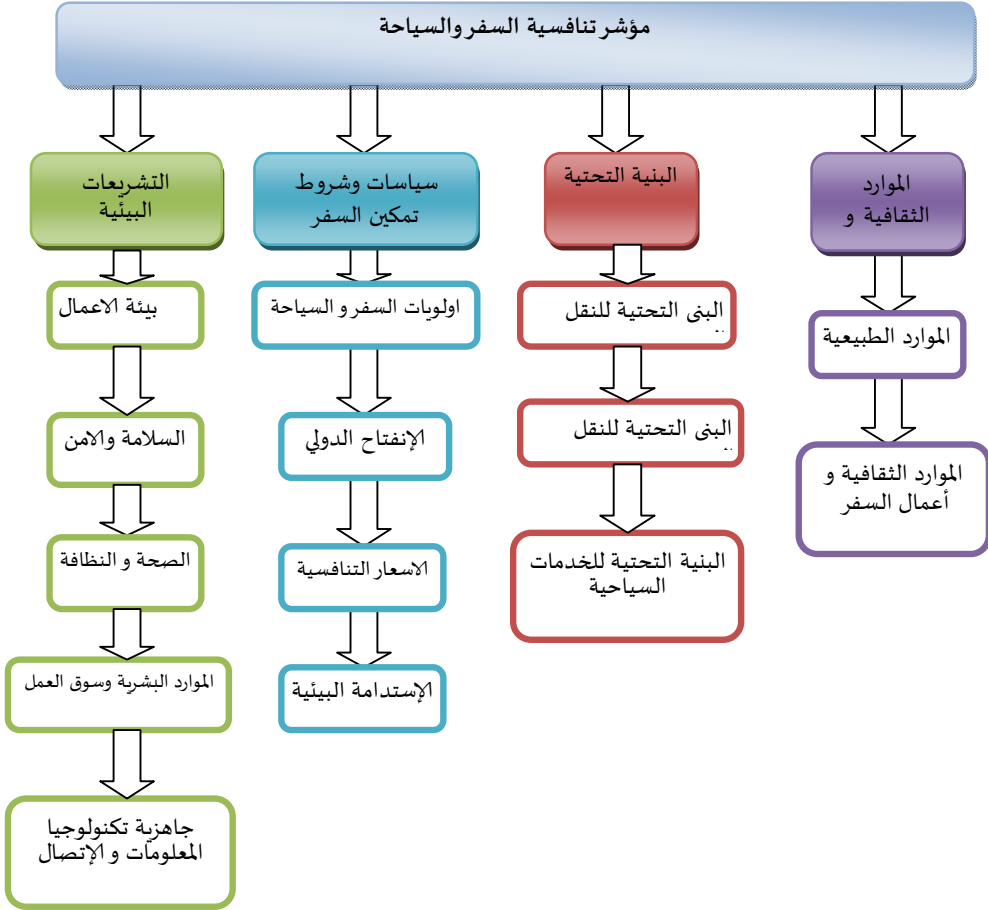 مؤشر تنافسية السفر والسياحة
الموارد
الثقافية و
الموارد الطبيعية
الموارد الثقافية و
أعمال السفر
البنية التحتية
البنى التحتية للنقل
البنى التحتية للنقل
البنية التحتية للخدمات
السياحية
سياسات وشروط
تمكين السفر
اولويات السفر و السياحة
الإنفتاح الدولي
الاسعار التنافسية
الإستدامة البيئية
التشريعات
البيئية
بيئة الاعمال
السلامة والامن
الصحة و النظافة
الموارد البشرية وسوق العمل
جاهزية تكنولوجيا
المعلومات و الإتصال